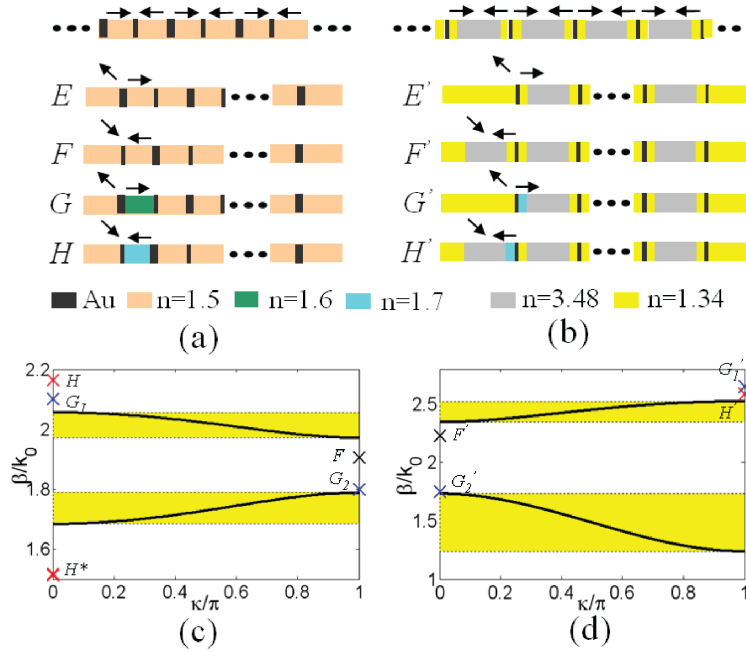 E
F
G
H
E'
F'
G'
H'
Au n=1.5 n=1.6 n=1.7 n=3.48 n=1.34
(a) (b)
2.2
2
1.8
1.6
β/k₀
H
G₁
F
G₂
H*
0 0.2 0.4 0.6 0.8 1
κ/π
(c)
2.5
2
1.5
1
β/k₀
G₁'
H'
F'
G₂'
0 0.2 0.4 0.6 0.8 1
κ/π
(d)